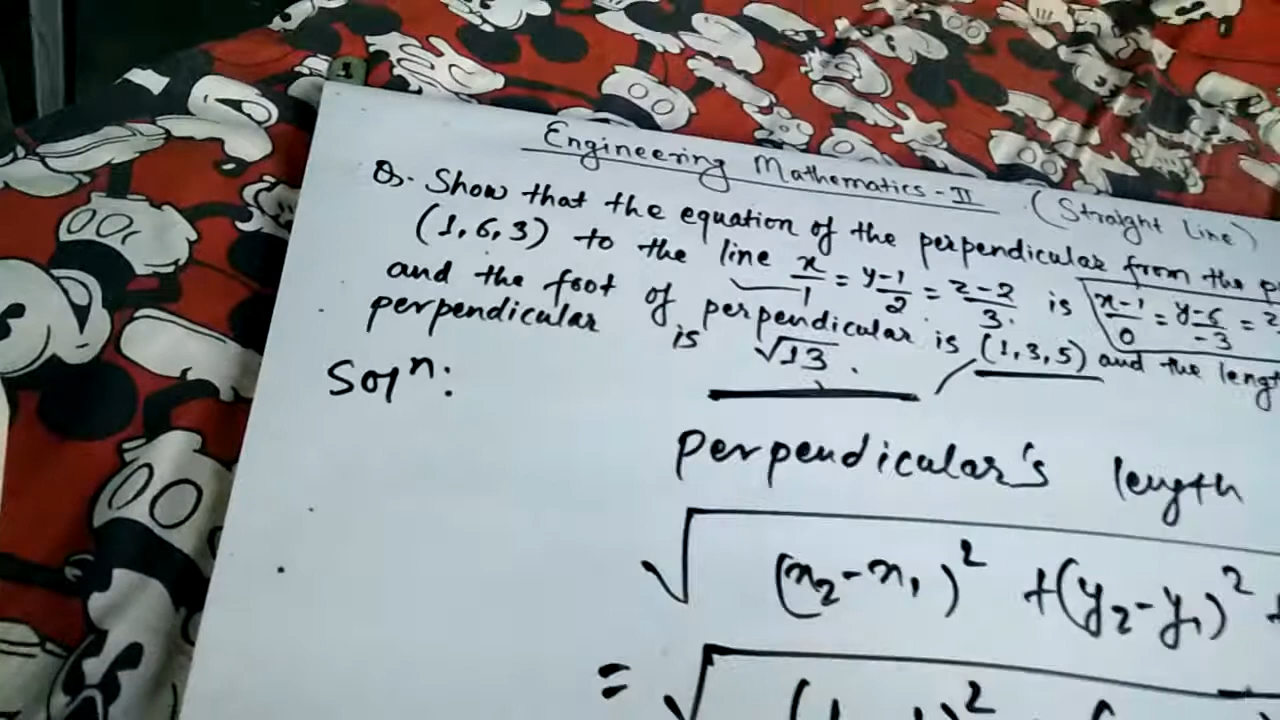 Engineering Mathematics-II (Straight Line)
Q. Show that the equation of the perpendicular from the
(1,6,3) to the line x/1 = y-1/2 = z-2/3 is x-1/0 = y-6/-3 =
and the foot of perpendicular is (1,3,5) and the
perpendicular is √13.
Solⁿ:
Perpendicular's length
√(x₂-x₁)² + (y₂-y₁)² +
= √